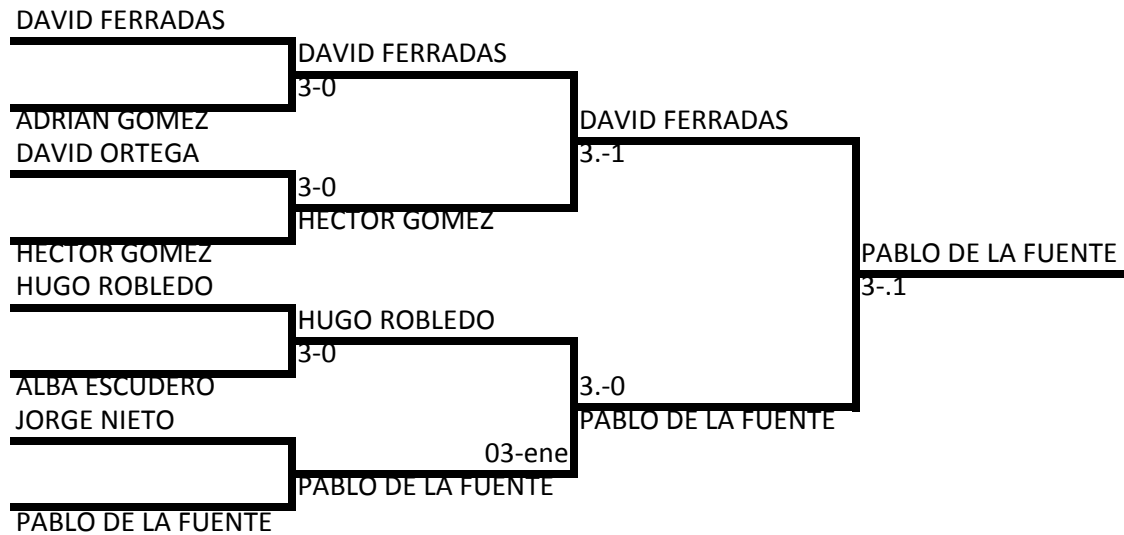 DAVID FERRADAS
DAVID FERRADAS
3-0
ADRIAN GOMEZ
DAVID FERRADAS
DAVID ORTEGA
3.-1
3-0
HECTOR GOMEZ
HECTOR GOMEZ
PABLO DE LA FUENTE
HUGO ROBLEDO
3-.1
HUGO ROBLEDO
3-0
ALBA ESCUDERO
3.-0
JORGE NIETO
PABLO DE LA FUENTE
03-ene
PABLO DE LA FUENTE
PABLO DE LA FUENTE